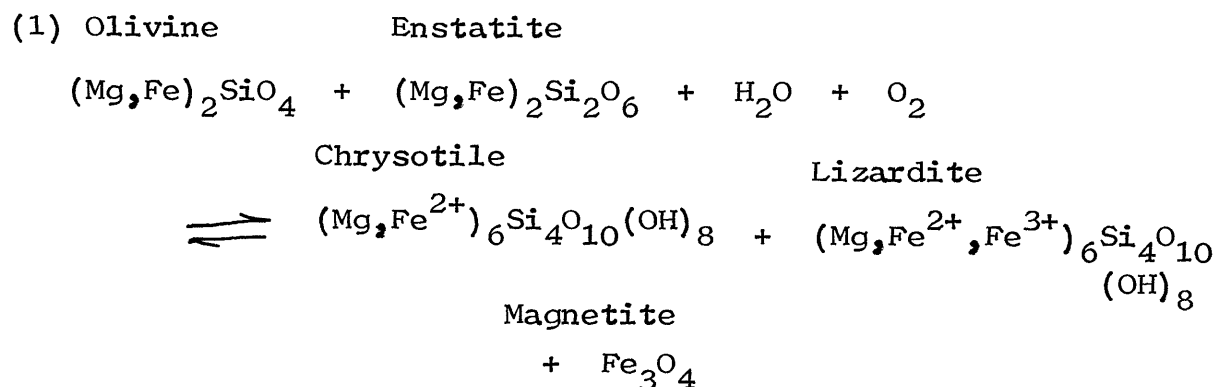 (1) Olivine Enstatite
(Mg,Fe)₂SiO₄ + (Mg,Fe)₂Si₂O₆ + H₂O + O₂
Chrysotile Lizardite
⇌ (Mg,Fe²⁺)₆Si₄O₁₀(OH)₈ + (Mg,Fe²⁺,Fe³⁺)₆Si₄O₁₀
(OH)₈
Magnetite
+ Fe₃O₄